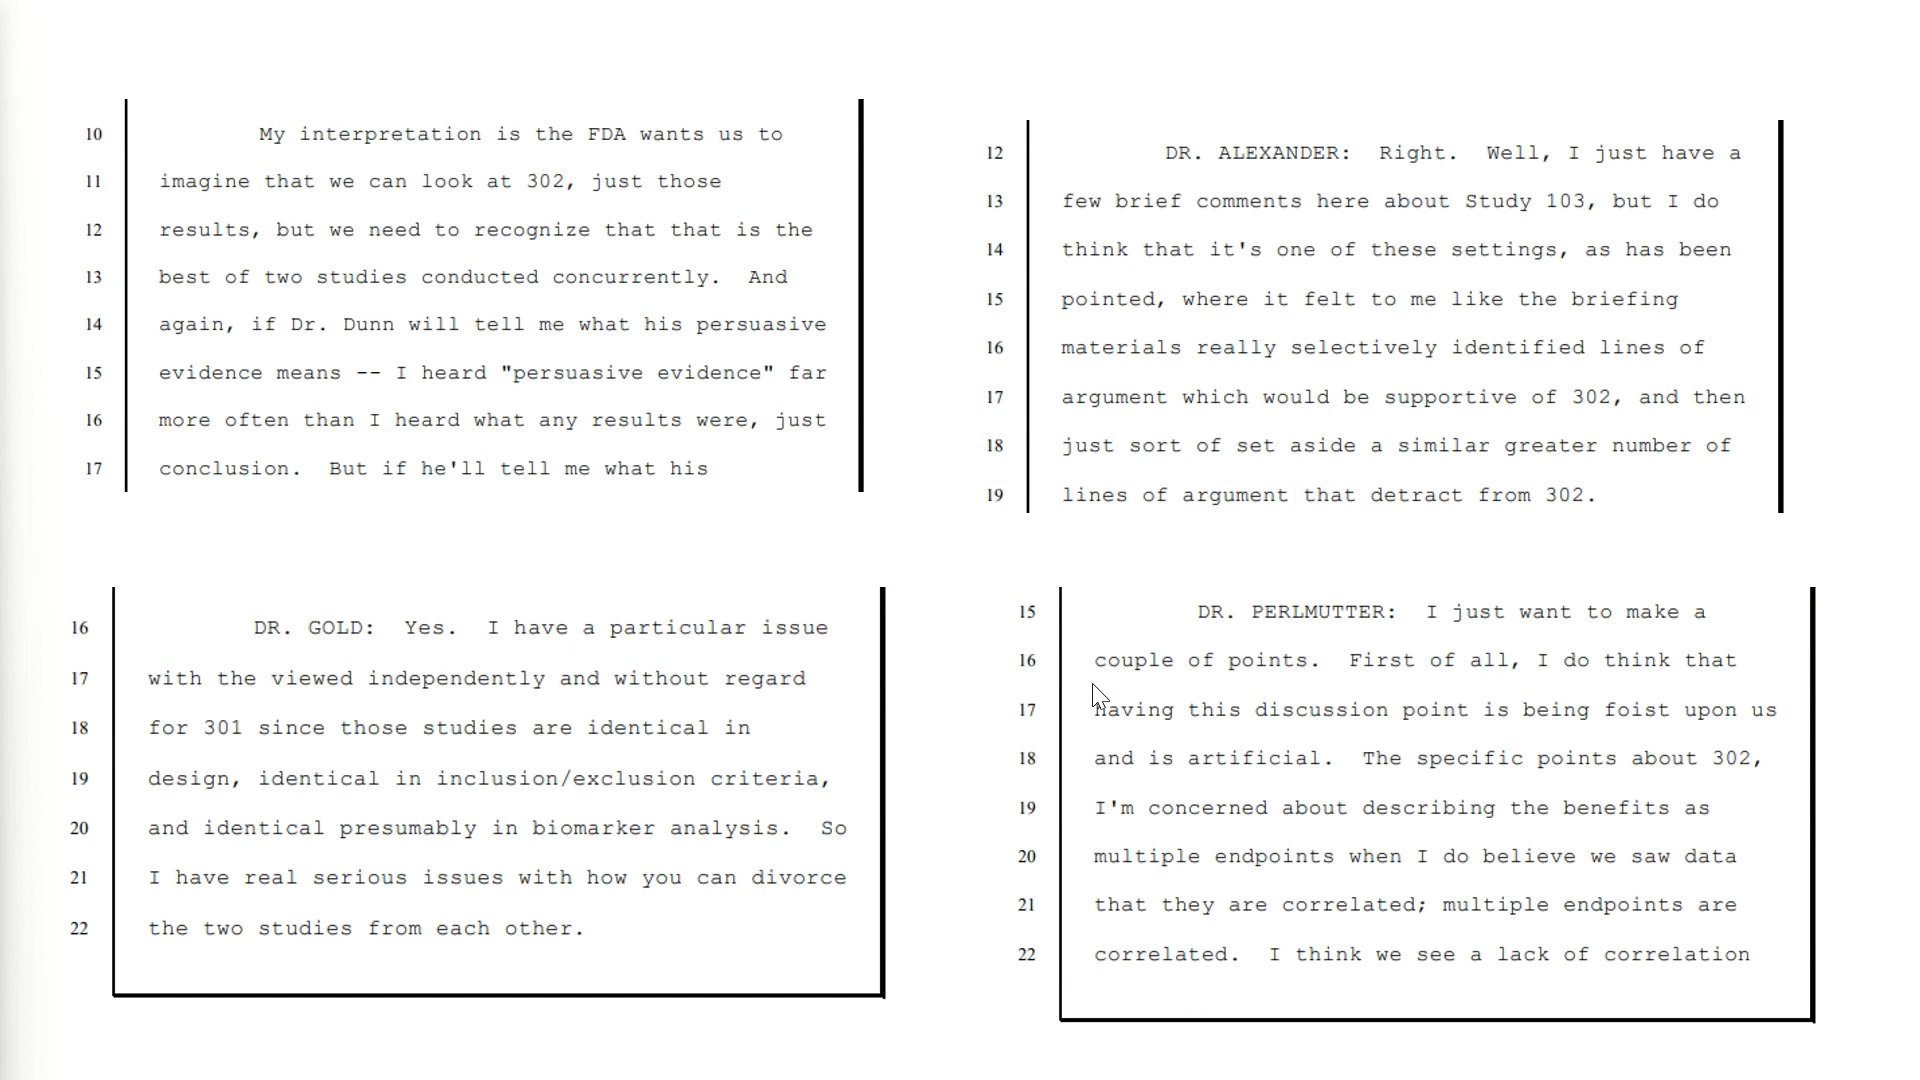 10 My interpretation is the FDA wants us to
11 imagine that we can look at 302, just those
12 results, but we need to recognize that that is the
13 best of two studies conducted concurrently. And
14 again, if Dr. Dunn will tell me what his persuasive
15 evidence means -- I heard "persuasive evidence" far
16 more often than I heard what any results were, just
17 conclusion. But if he'll tell me what his
12 DR. ALEXANDER: Right. Well, I just have a
13 few brief comments here about Study 103, but I do
14 think that it's one of these settings, as has been
15 pointed, where it felt to me like the briefing
16 materials really selectively identified lines of
17 argument which would be supportive of 302, and then
18 just sort of set aside a similar greater number of
19 lines of argument that detract from 302.
16 DR. GOLD: Yes. I have a particular issue
17 with the viewed independently and without regard
18 for 301 since those studies are identical in
19 design, identical in inclusion/exclusion criteria,
20 and identical presumably in biomarker analysis. So
21 I have real serious issues with how you can divorce
22 the two studies from each other.
15 DR. PERLMUTTER: I just want to make a
16 couple of points. First of all, I do think that
17 having this discussion point is being foist upon us
18 and is artificial. The specific points about 302,
19 I'm concerned about describing the benefits as
20 multiple endpoints when I do believe we saw data
21 that they are correlated; multiple endpoints are
22 correlated. I think we see a lack of correlation